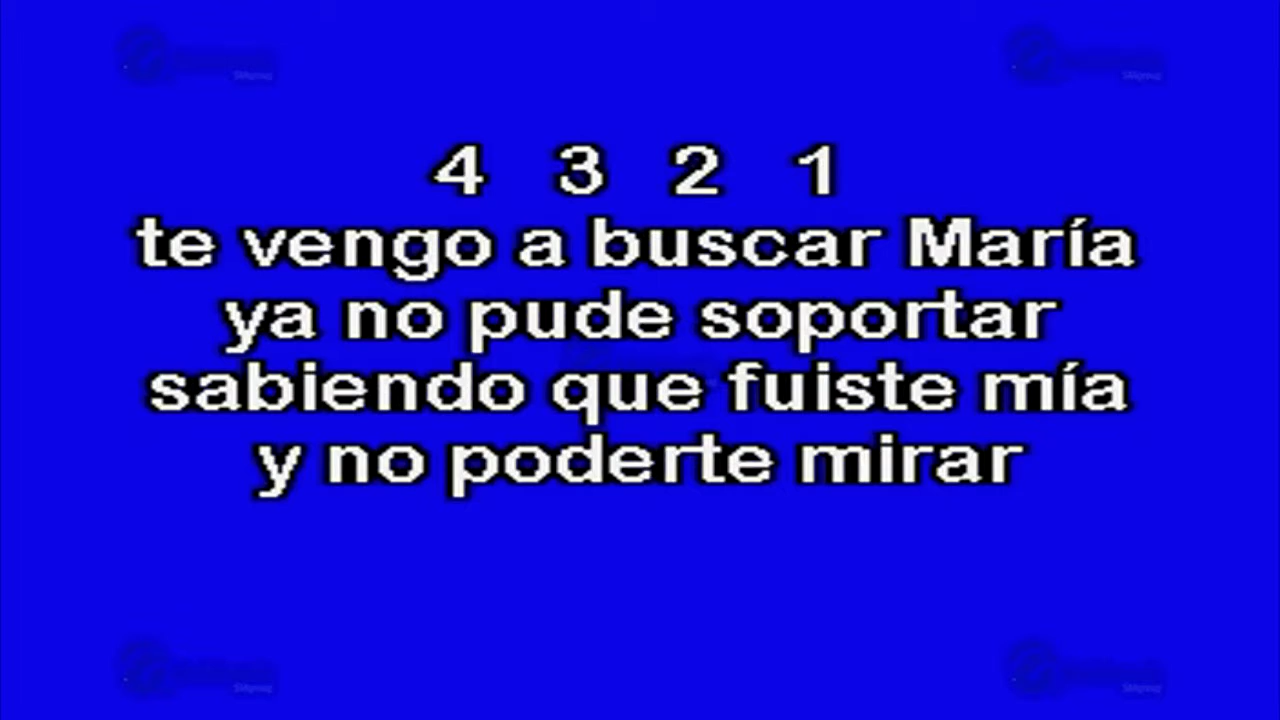 4 3 2 1
te vengo a buscar María
ya no pude soportar
sabiendo que fuiste mía
y no poderte mirar